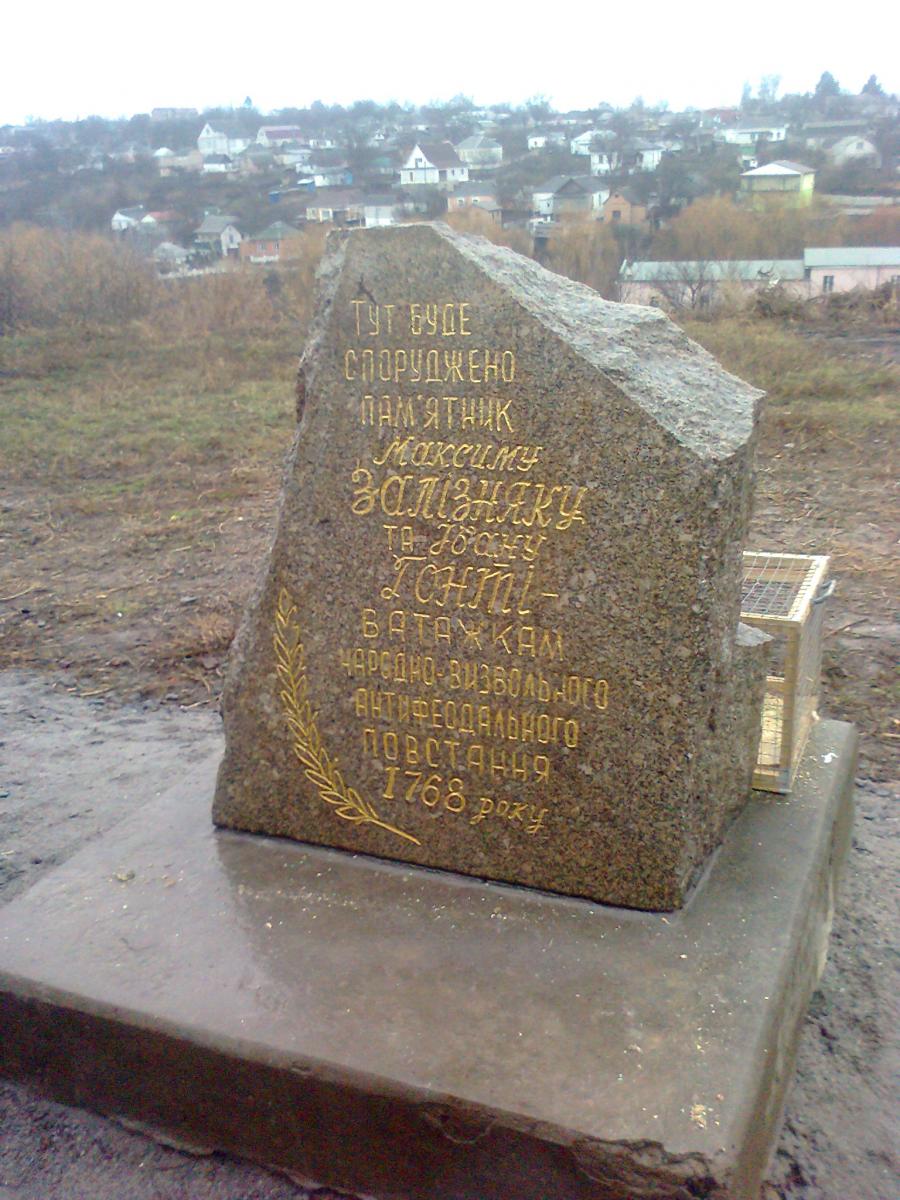 Тут буде
споруджено
пам'ятник
Максиму
Залізняку
та Івану
Гонті -
ватажкам
народно-визвольного
антифеодального
повстання
1768 року